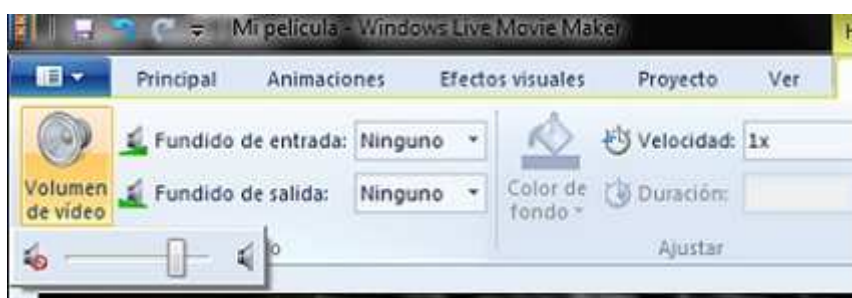 Mi película - Windows Live Movie Maker
Principal Animaciones Efectos visuales Proyecto Ver
Fundido de entrada: Ninguno
Velocidad: 1x
Volumen de vídeo
Fundido de salida: Ninguno
Color de fondo
Duración:
Ajustar